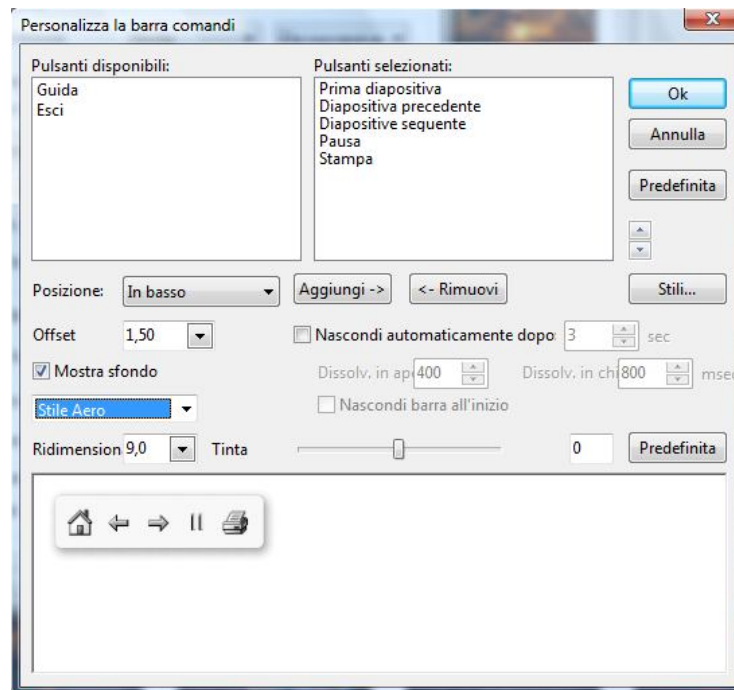 Personalizza la barra comandi
Pulsanti disponibili:
Pulsanti selezionati:
Guida
Esci
Prima diapositiva
Diapositiva precedente
Diapositive sequente
Pausa
Stampa
Ok
Annulla
Predefinita
Posizione: In basso Aggiungi -> <- Rimuovi Stili...
Offset 1,50 Nascondi automaticamente dopo: 3 sec
Mostra sfondo Dissolv. in ape 400 Dissolv. in chi 800 msec
Stile Aero Nascondi barra all'inizio
Ridimension 9,0 Tinta 0 Predefinita